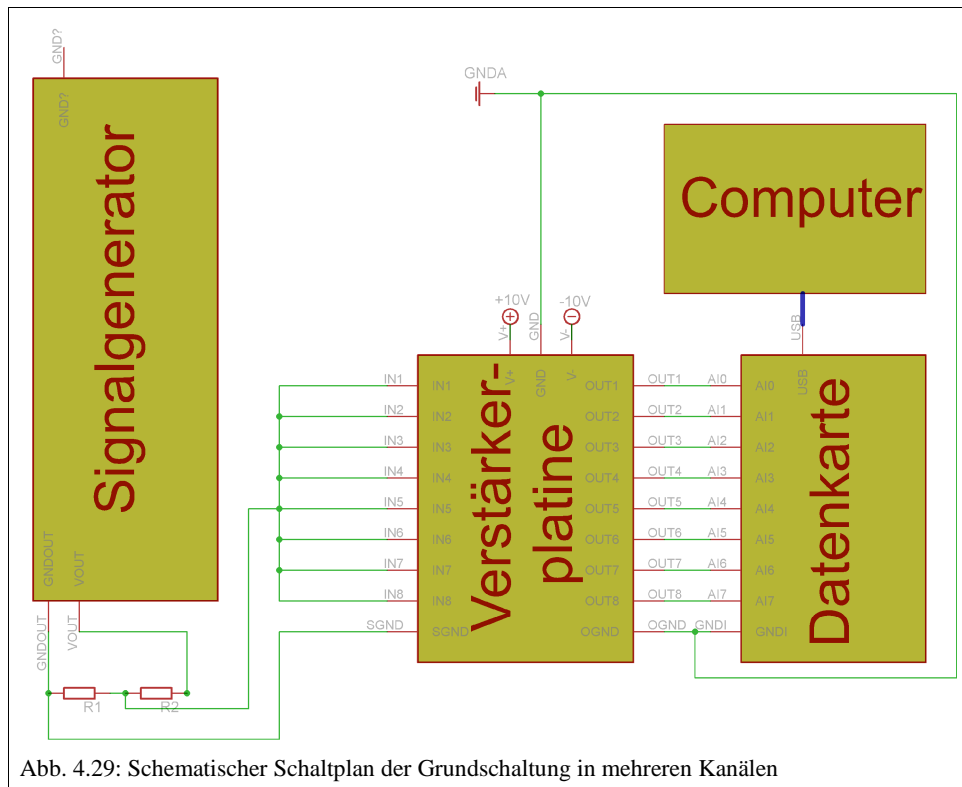 GND?
GND?
Signalgenerator
GNDOUT
VOUT
GNDOUT
VOUT
R1
R2
GNDA
+10V
-10V
V+
GND
V-
V+
GND
V-
Computer
USB
USB
IN1
IN2
IN3
IN4
IN5
IN6
IN7
IN8
SGND
IN1
IN2
IN3
IN4
IN5
IN6
IN7
IN8
SGND
Verstärker-
platine
OUT1
OUT2
OUT3
OUT4
OUT5
OUT6
OUT7
OUT8
OGND
OUT1 AI0
OUT2 AI1
OUT3 AI2
OUT4 AI3
OUT5 AI4
OUT6 AI5
OUT7 AI6
OUT8 AI7
OGND GNDI
AI0
AI1
AI2
AI3
AI4
AI5
AI6
AI7
GNDI
Datenkarte
Abb. 4.29: Schematischer Schaltplan der Grundschaltung in mehreren Kanälen